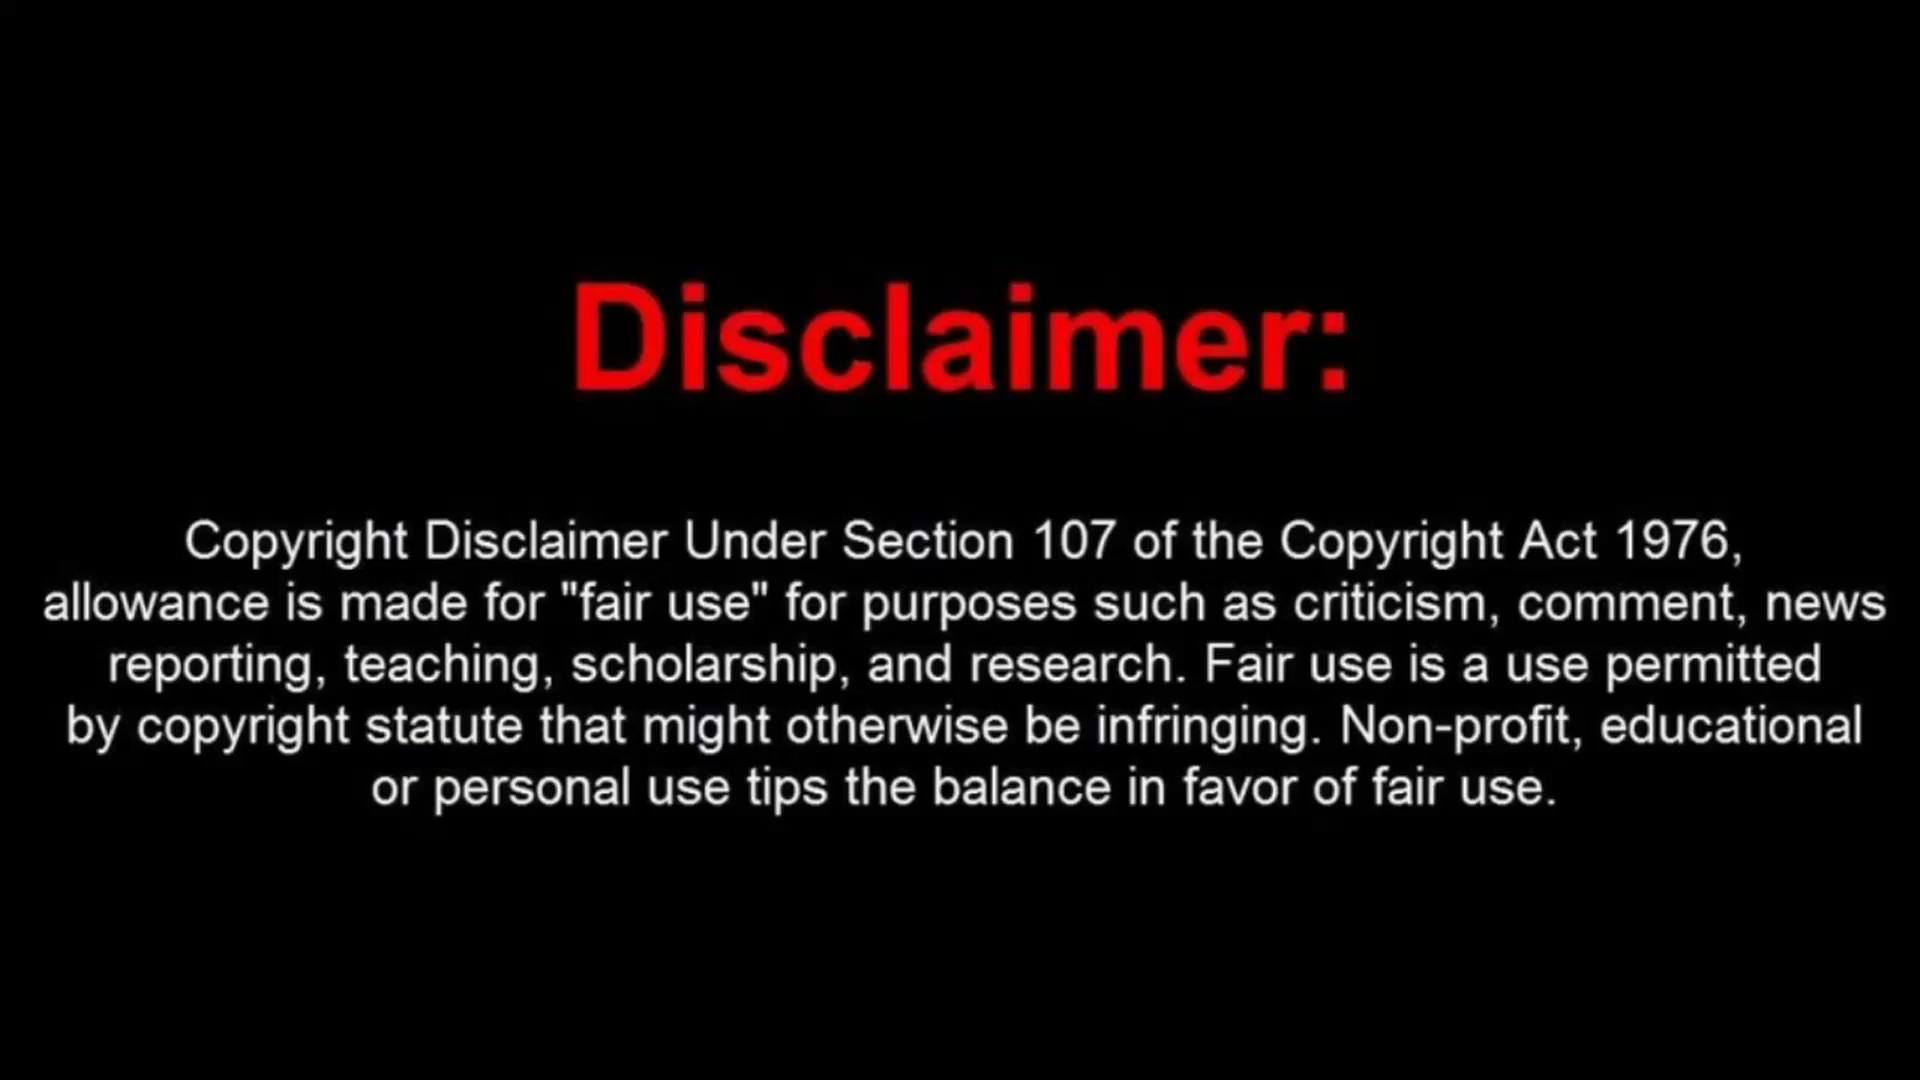 Disclaimer:
Copyright Disclaimer Under Section 107 of the Copyright Act 1976,
allowance is made for "fair use" for purposes such as criticism, comment, news
reporting, teaching, scholarship, and research. Fair use is a use permitted
by copyright statute that might otherwise be infringing. Non-profit, educational
or personal use tips the balance in favor of fair use.